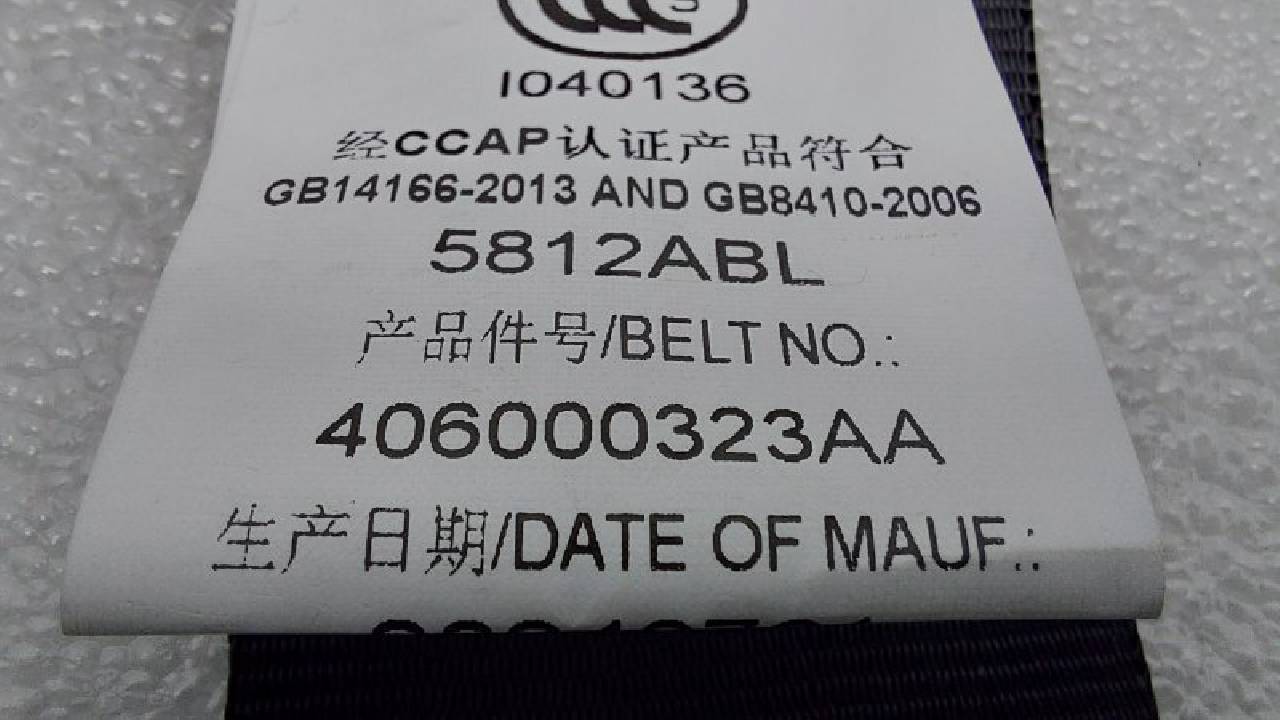 I040136
经CCAP认证产品符合
GB14166-2013 AND GB8410-2006
5812ABL
产品件号/BELT NO.:
406000323AA
生产日期/DATE OF MAUF.: